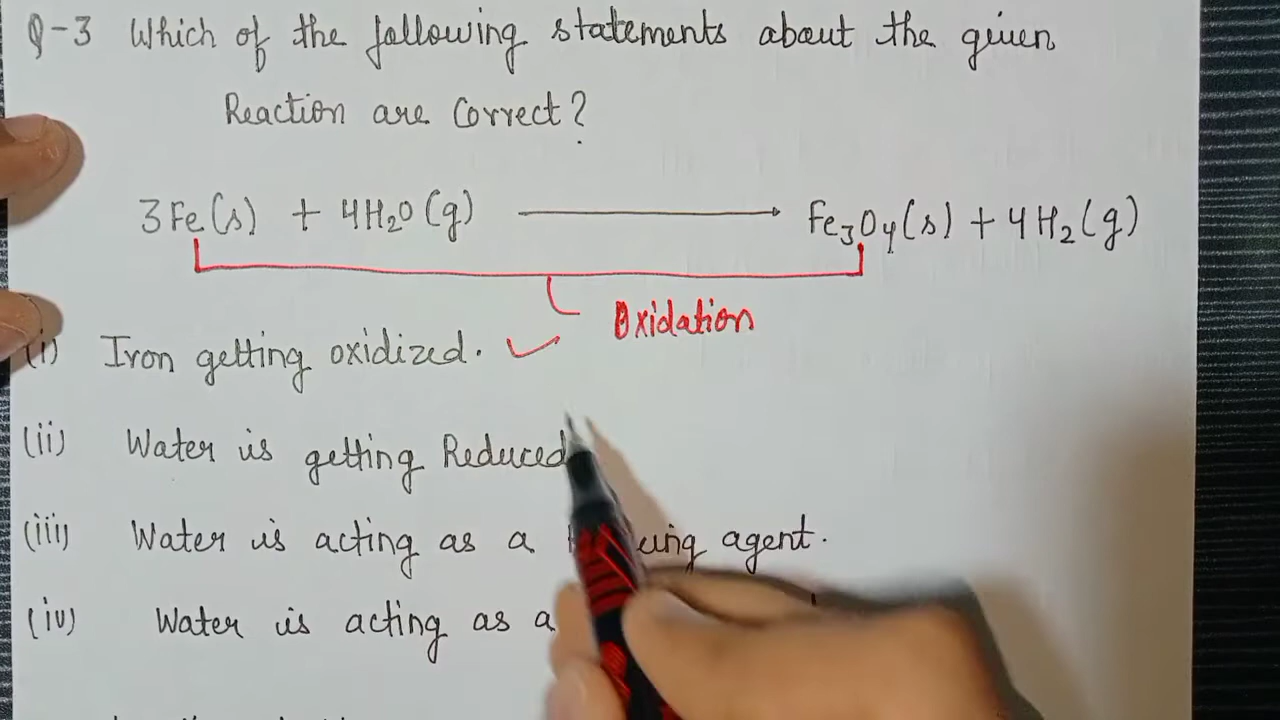 Q-3 Which of the following statements about the given
Reaction are correct?
3Fe(s) + 4H₂O(g) → Fe₃O₄(s) + 4H₂(g)
Oxidation
(i) Iron getting oxidized. ✓
(ii) Water is getting Reduced
(iii) Water is acting as a agent.
(iv) Water is acting as a